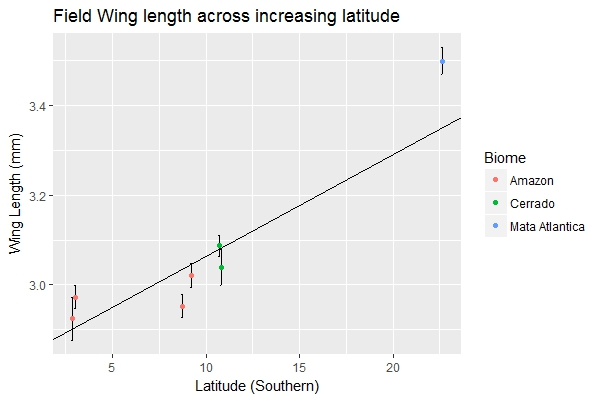 Field Wing length across increasing latitude
3.4
3.2
3.0
Wing Length (mm)
5
10
15
20
Latitude (Southern)
Biome
Amazon
Cerrado
Mata Atlantica